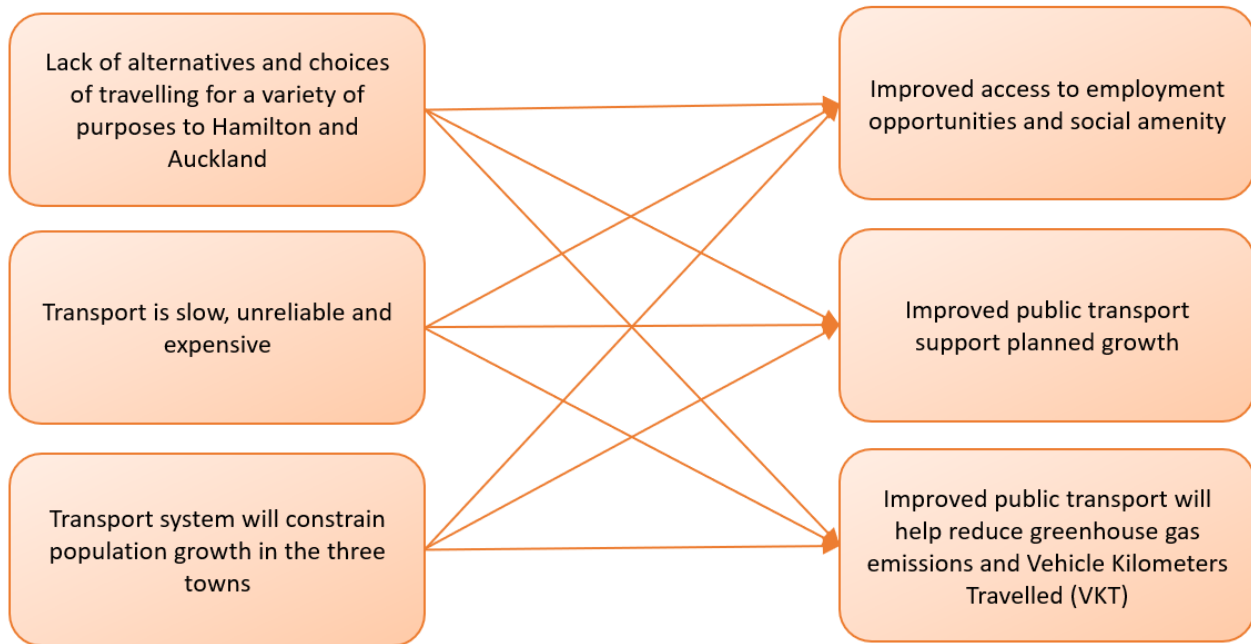 Lack of alternatives and choices
of travelling for a variety of
purposes to Hamilton and
Auckland
Transport is slow, unreliable and
expensive
Transport system will constrain
population growth in the three
towns
Improved access to employment
opportunities and social amenity
Improved public transport
support planned growth
Improved public transport will
help reduce greenhouse gas
emissions and Vehicle Kilometers
Travelled (VKT)